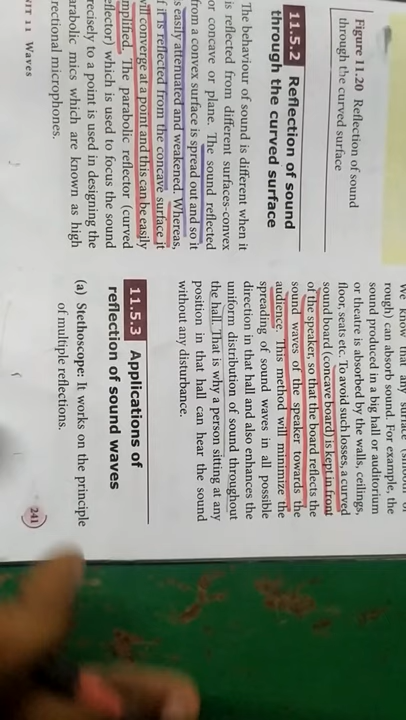 Figure 11.20 Reflection of sound
through the curved surface
11.5.2 Reflection of sound
through the curved surface
The behaviour of sound is different when it
is reflected from different surfaces-convex
or concave or plane. The sound reflected
from a convex surface is spread out and so it
is easily attenuated and weakened. Whereas,
if it is reflected from the concave surface it
will converge at a point and this can be easily
amplified. The parabolic reflector (curved
reflector) which is used to focus the sound
precisely to a point is used in designing the
parabolic mics which are known as high
directional microphones.
We know that any surface (smooth or
rough) can absorb sound. For example, the
sound produced in a big hall or auditorium
or theatre is absorbed by the walls, ceilings,
floor, seats etc. To avoid such losses, a curved
sound board (concave board) is kept in front
of the speaker, so that the board reflects the
sound waves of the speaker towards the
audience. This method will minimize the
spreading of sound waves in all possible
direction in that hall and also enhances the
uniform distribution of sound throughout
the hall. That is why a person sitting at any
position in that hall can hear the sound
without any disturbance.
11.5.3 Applications of
reflection of sound waves
(a) Stethoscope: It works on the principle
of multiple reflections.
UNIT 11 Waves
241